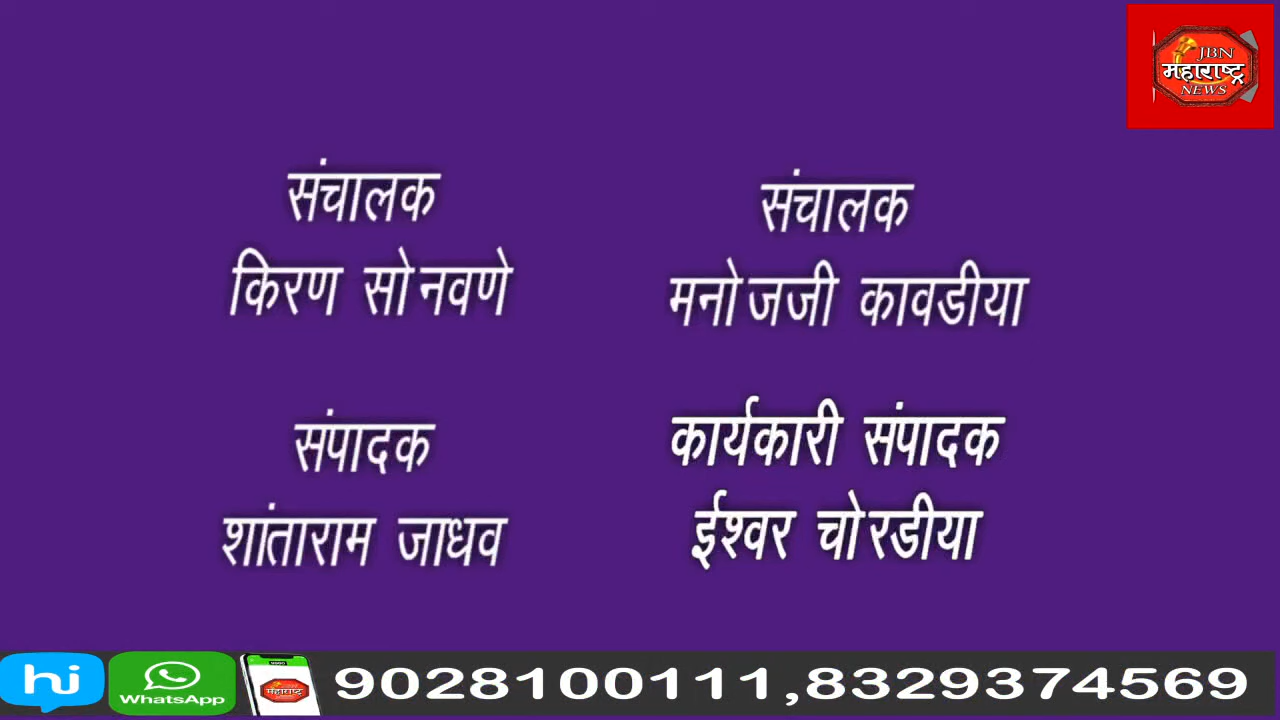 JBN
महाराष्ट्र
NEWS
संचालक
किरण सोनवणे
संचालक
मनोजजी कावडीया
संपादक
शांताराम जाधव
कार्यकारी संपादक
ईश्वर चोरडीया
hi
WhatsApp
महाराष्ट्र
9028100111,8329374569